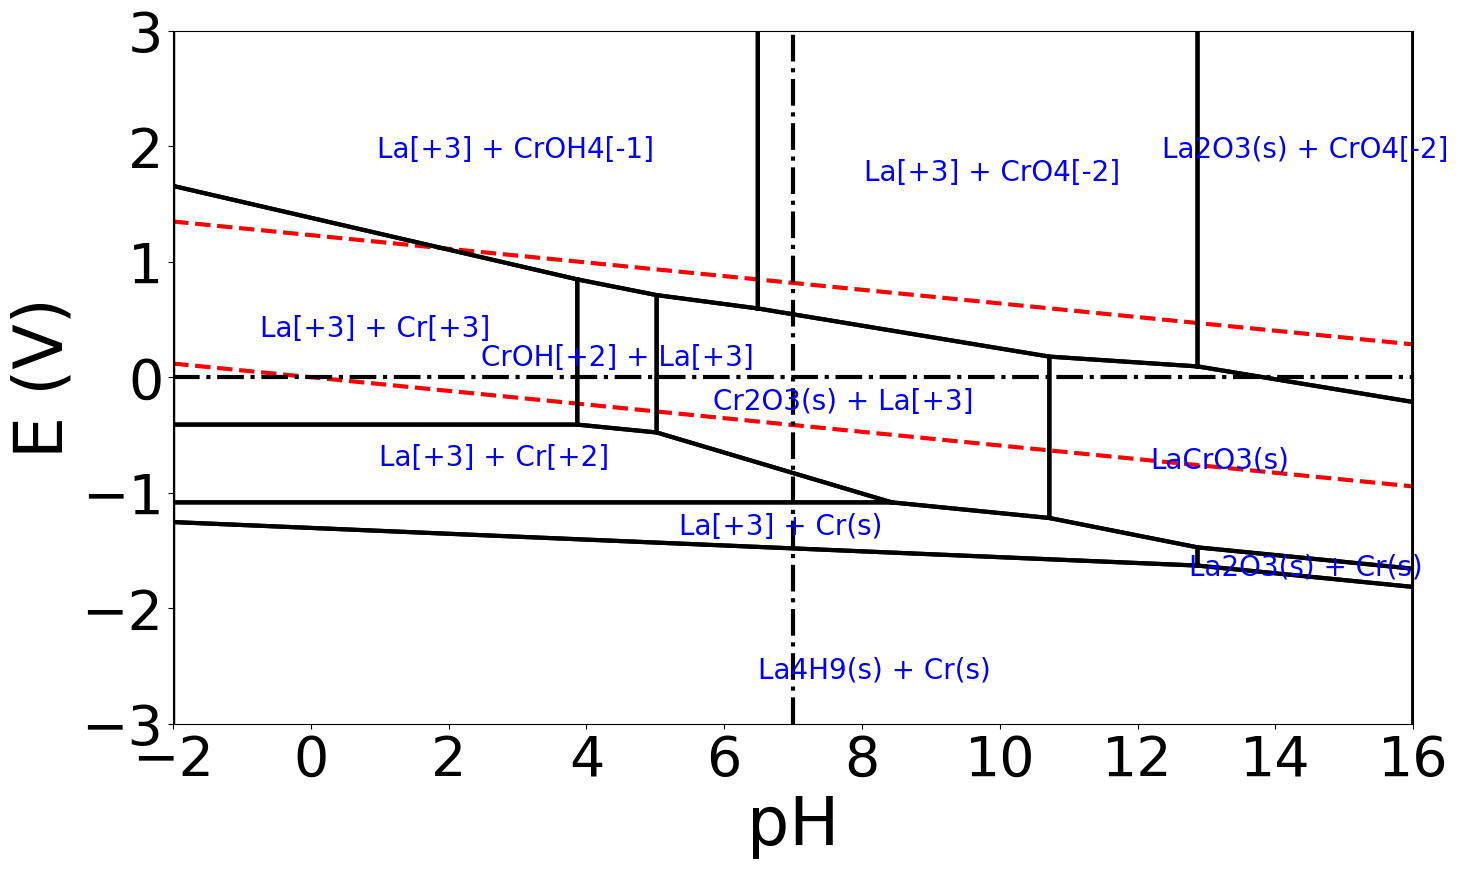 3
2
1
0
−1
−2
−3
E (V)
La[+3] + CrOH4[-1]
La[+3] + CrO4[-2]
La2O3(s) + CrO4[-2]
La[+3] + Cr[+3]
CrOH[+2] + La[+3]
Cr2O3(s) + La[+3]
La[+3] + Cr[+2]
LaCrO3(s)
La[+3] + Cr(s)
La2O3(s) + Cr(s)
La4H9(s) + Cr(s)
−2 0 2 4 6 8 10 12 14 16
pH